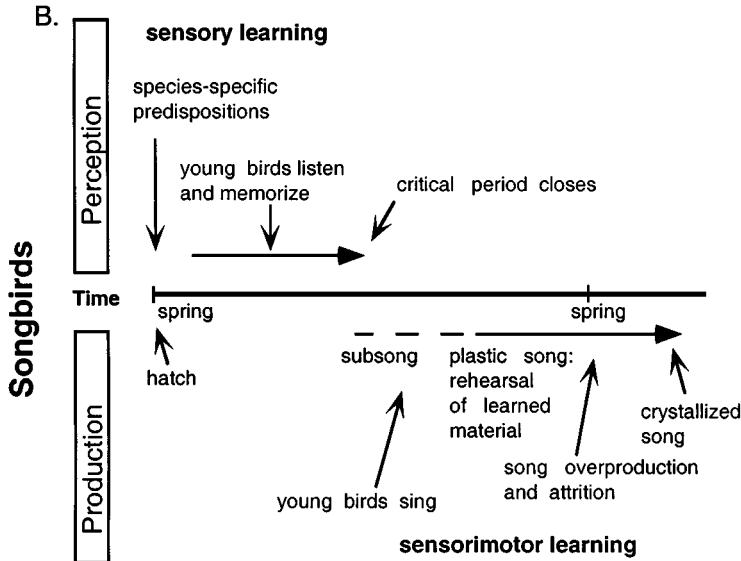 B.
sensory learning
species-specific
predispositions
young birds listen
and memorize
critical period closes
Perception
Songbirds
Time
spring
spring
hatch
subsong
plastic song:
rehearsal
of learned
material
crystallized
song
song overproduction
and attrition
young birds sing
Production
sensorimotor learning